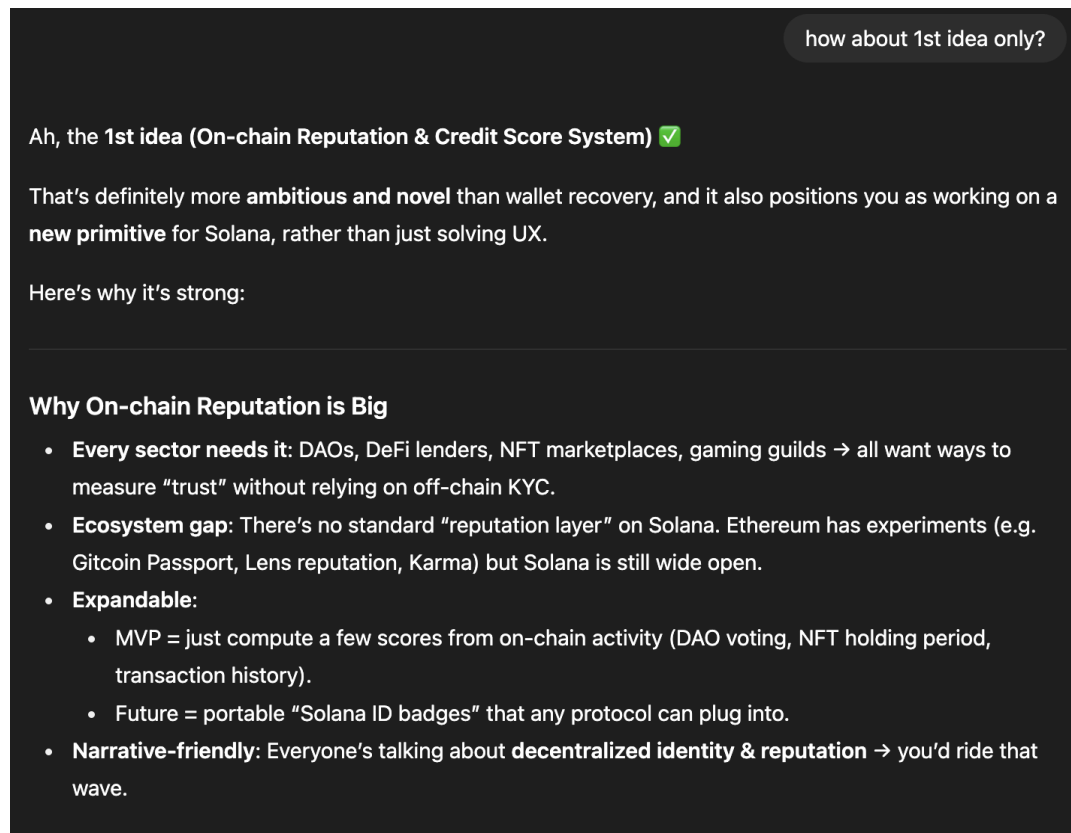 how about 1st idea only?
Ah, the 1st idea (On-chain Reputation & Credit Score System) ✅
That’s definitely more ambitious and novel than wallet recovery, and it also positions you as working on a
new primitive for Solana, rather than just solving UX.
Here’s why it’s strong:
Why On-chain Reputation is Big
• Every sector needs it: DAOs, DeFi lenders, NFT marketplaces, gaming guilds → all want ways to
measure “trust” without relying on off-chain KYC.
• Ecosystem gap: There’s no standard “reputation layer” on Solana. Ethereum has experiments (e.g.
Gitcoin Passport, Lens reputation, Karma) but Solana is still wide open.
• Expandable:
• MVP = just compute a few scores from on-chain activity (DAO voting, NFT holding period,
transaction history).
• Future = portable “Solana ID badges” that any protocol can plug into.
• Narrative-friendly: Everyone’s talking about decentralized identity & reputation → you’d ride that
wave.